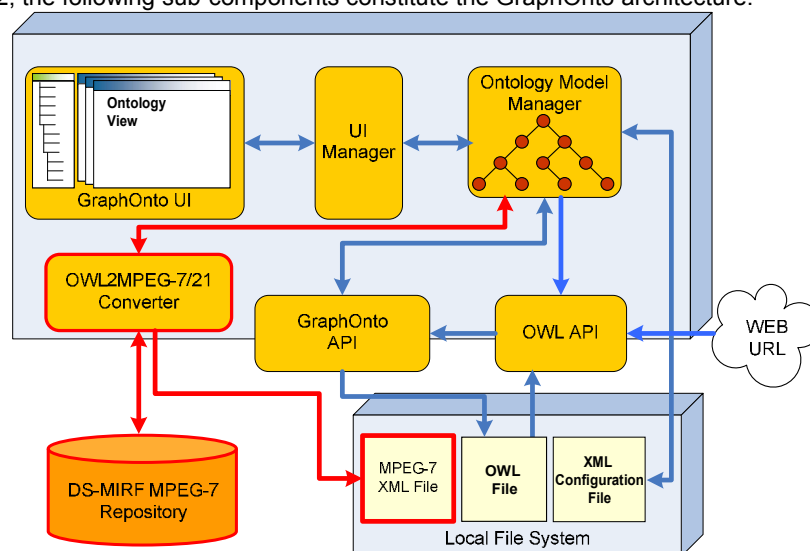 2, the following sub-components constitute the GraphOnto architecture:
Ontology
View
GraphOnto UI
UI
Manager
Ontology Model
Manager
OWL2MPEG-7/21
Converter
GraphOnto
API
OWL API
WEB
URL
DS-MIRF MPEG-7
Repository
MPEG-7
XML File
OWL
File
XML
Configuration
File
Local File System